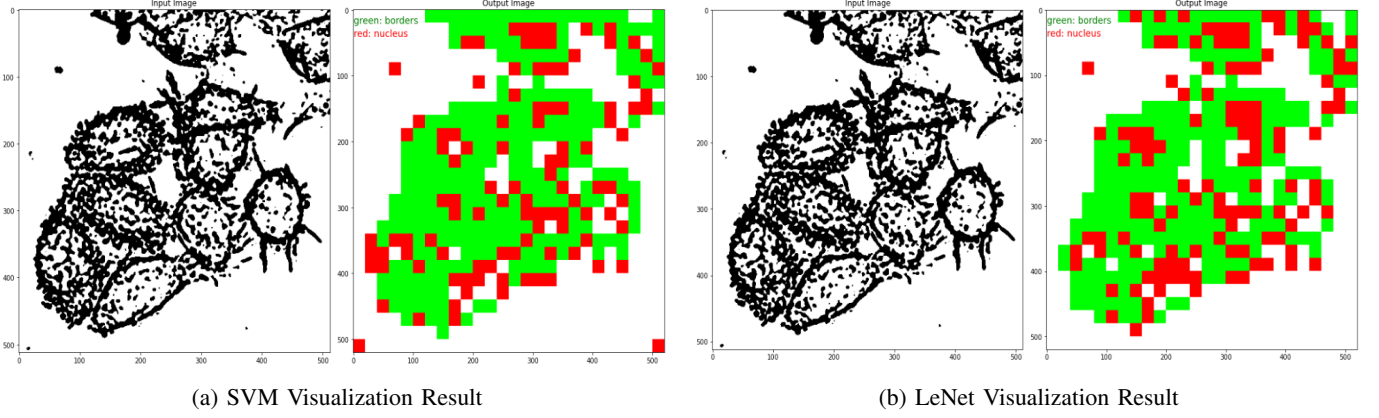 Input Image
Output Image
green: borders
red: nucleus
0
100
200
300
400
500
0 100 200 300 400 500
0
100
200
300
400
500
0 100 200 300 400 500
Input Image
Output Image
green: borders
red: nucleus
0
100
200
300
400
500
0 100 200 300 400 500
0
100
200
300
400
500
0 100 200 300 400 500
(a) SVM Visualization Result
(b) LeNet Visualization Result